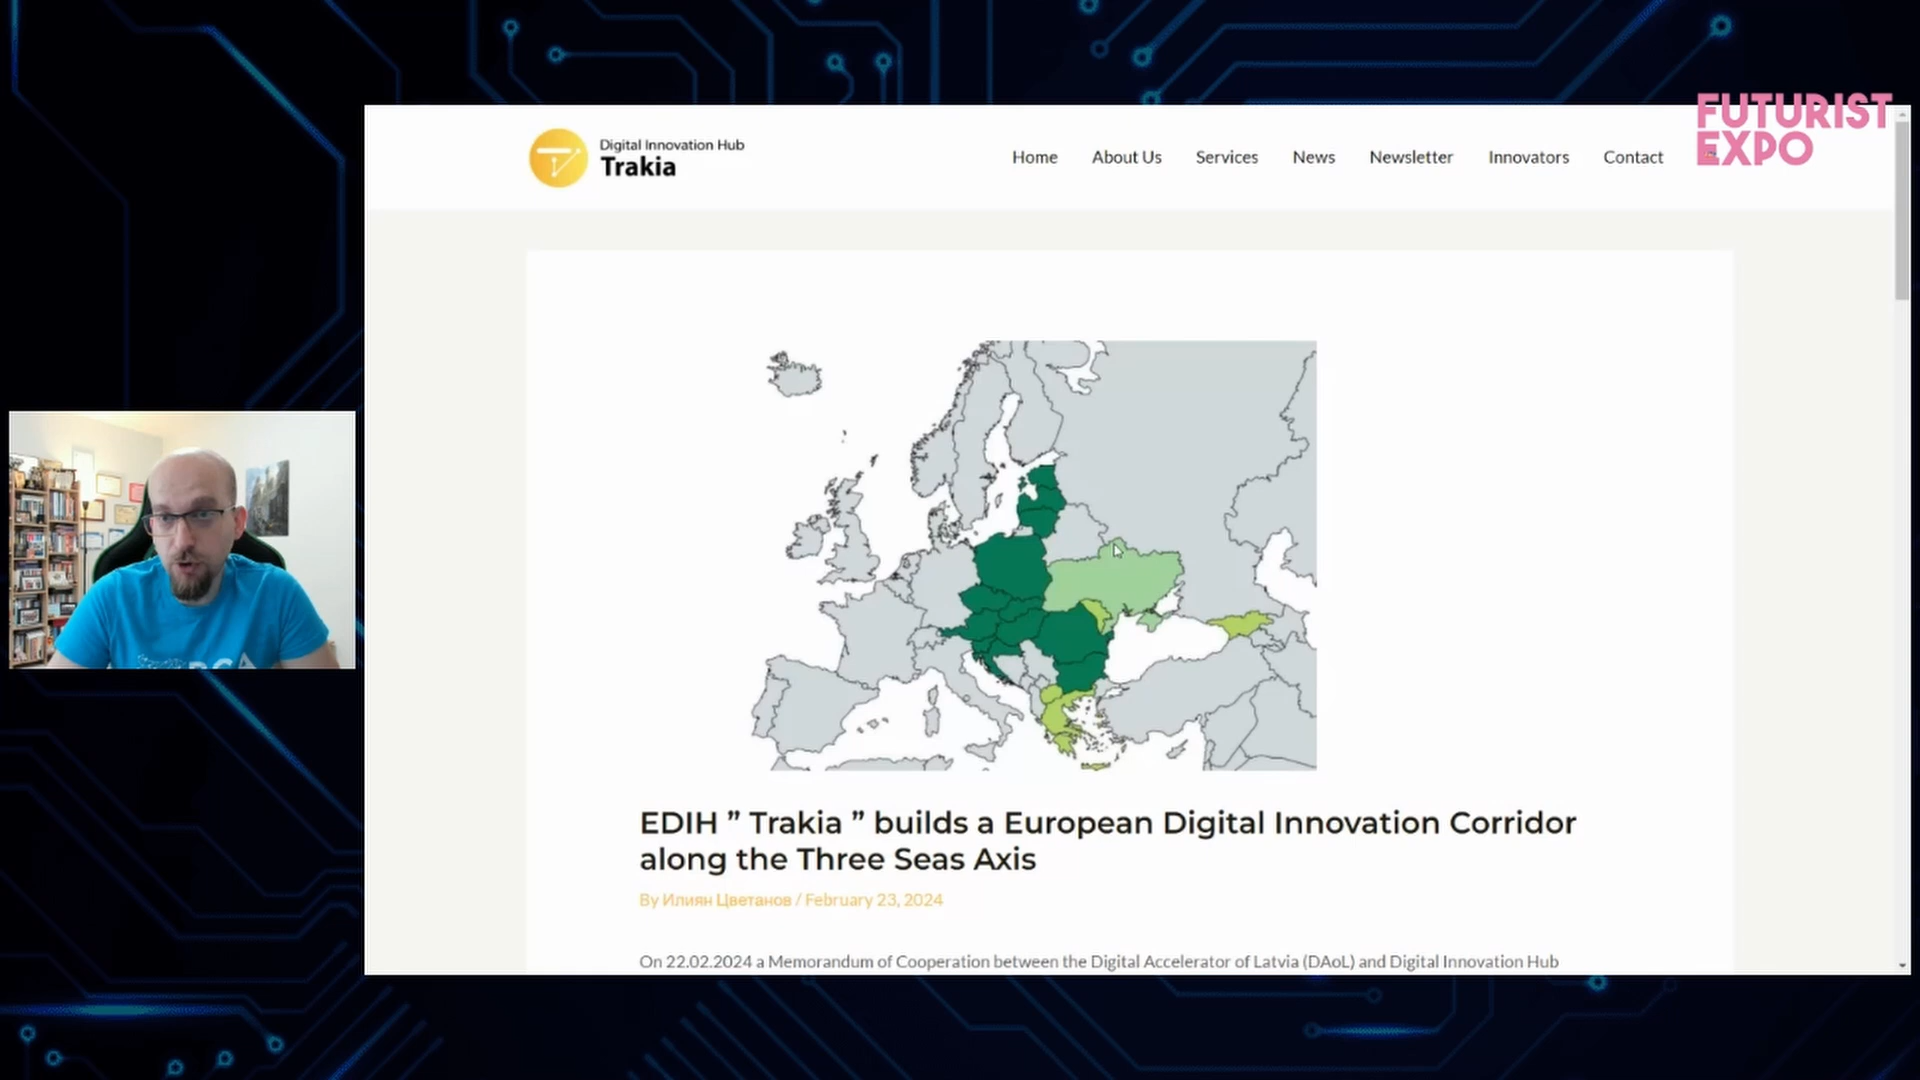 FUTURIST
EXPO
Digital Innovation Hub
Trakia
Home About Us Services News Newsletter Innovators Contact
EDIH ” Trakia ” builds a European Digital Innovation Corridor
along the Three Seas Axis
By Илиян Цветанов / February 23, 2024
On 22.02.2024 a Memorandum of Cooperation between the Digital Accelerator of Latvia (DAoL) and Digital Innovation Hub